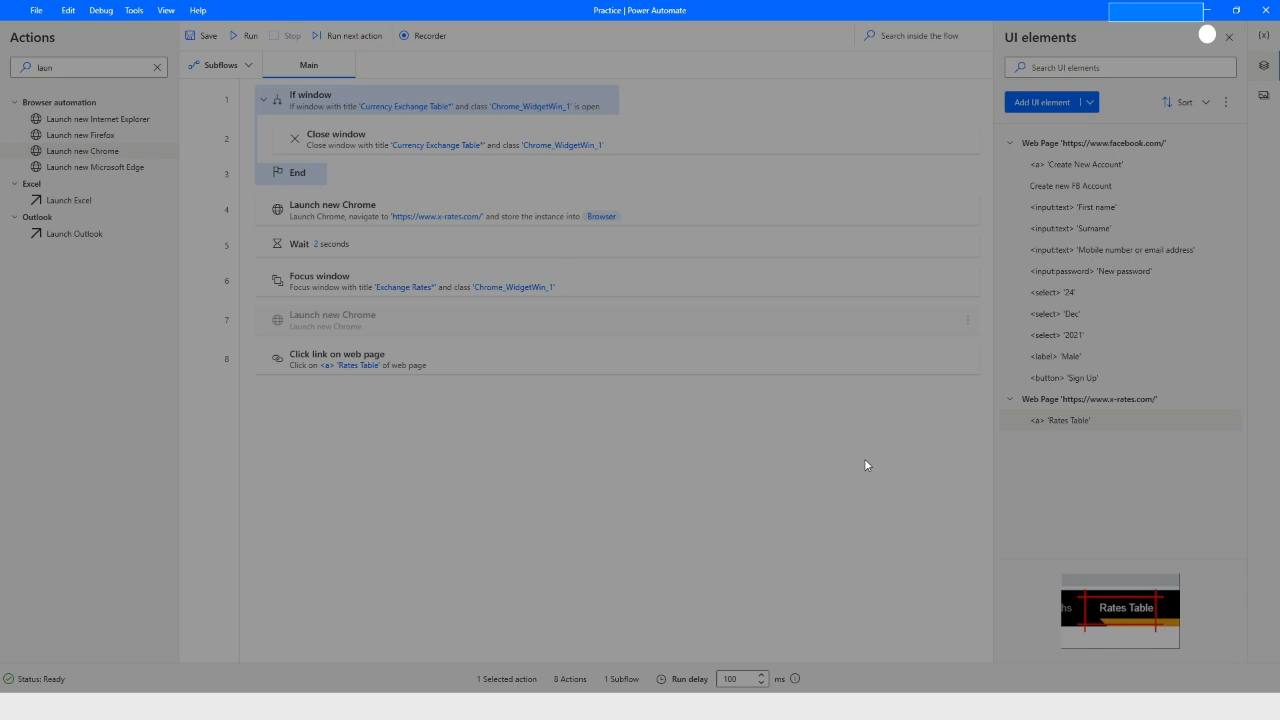 File Edit Debug Tools View Help
Practice | Power Automate
Actions
laun
Browser automation
Launch new Internet Explorer
Launch new Firefox
Launch new Chrome
Launch new Microsoft Edge
Excel
Launch Excel
Outlook
Launch Outlook
Save Run Stop Run next action Recorder
Search inside the flow
Subflows Main
1 If window
If window with title 'Currency Exchange Table*' and class 'Chrome_WidgetWin_1' is open
2 Close window
Close window with title 'Currency Exchange Table*' and class 'Chrome_WidgetWin_1'
3 End
4 Launch new Chrome
Launch Chrome, navigate to 'https://www.x-rates.com/' and store the instance into Browser
5 Wait 2 seconds
6 Focus window
Focus window with title 'Exchange Rates*' and class 'Chrome_WidgetWin_1'
7 Launch new Chrome
Launch new Chrome
8 Click link on web page
Click on <a> 'Rates Table' of web page
UI elements
{x}
Search UI elements
Add UI element Sort
Web Page 'https://www.facebook.com/'
<a> 'Create New Account'
Create new FB Account
<input:text> 'First name'
<input:text> 'Surname'
<input:text> 'Mobile number or email address'
<input:password> 'New password'
<select> '24'
<select> 'Dec'
<select> '2021'
<label> 'Male'
<button> 'Sign Up'
Web Page 'https://www.x-rates.com/'
<a> 'Rates Table'
hs Rates Table
Status: Ready
1 Selected action 8 Actions 1 Subflow Run delay 100 ms